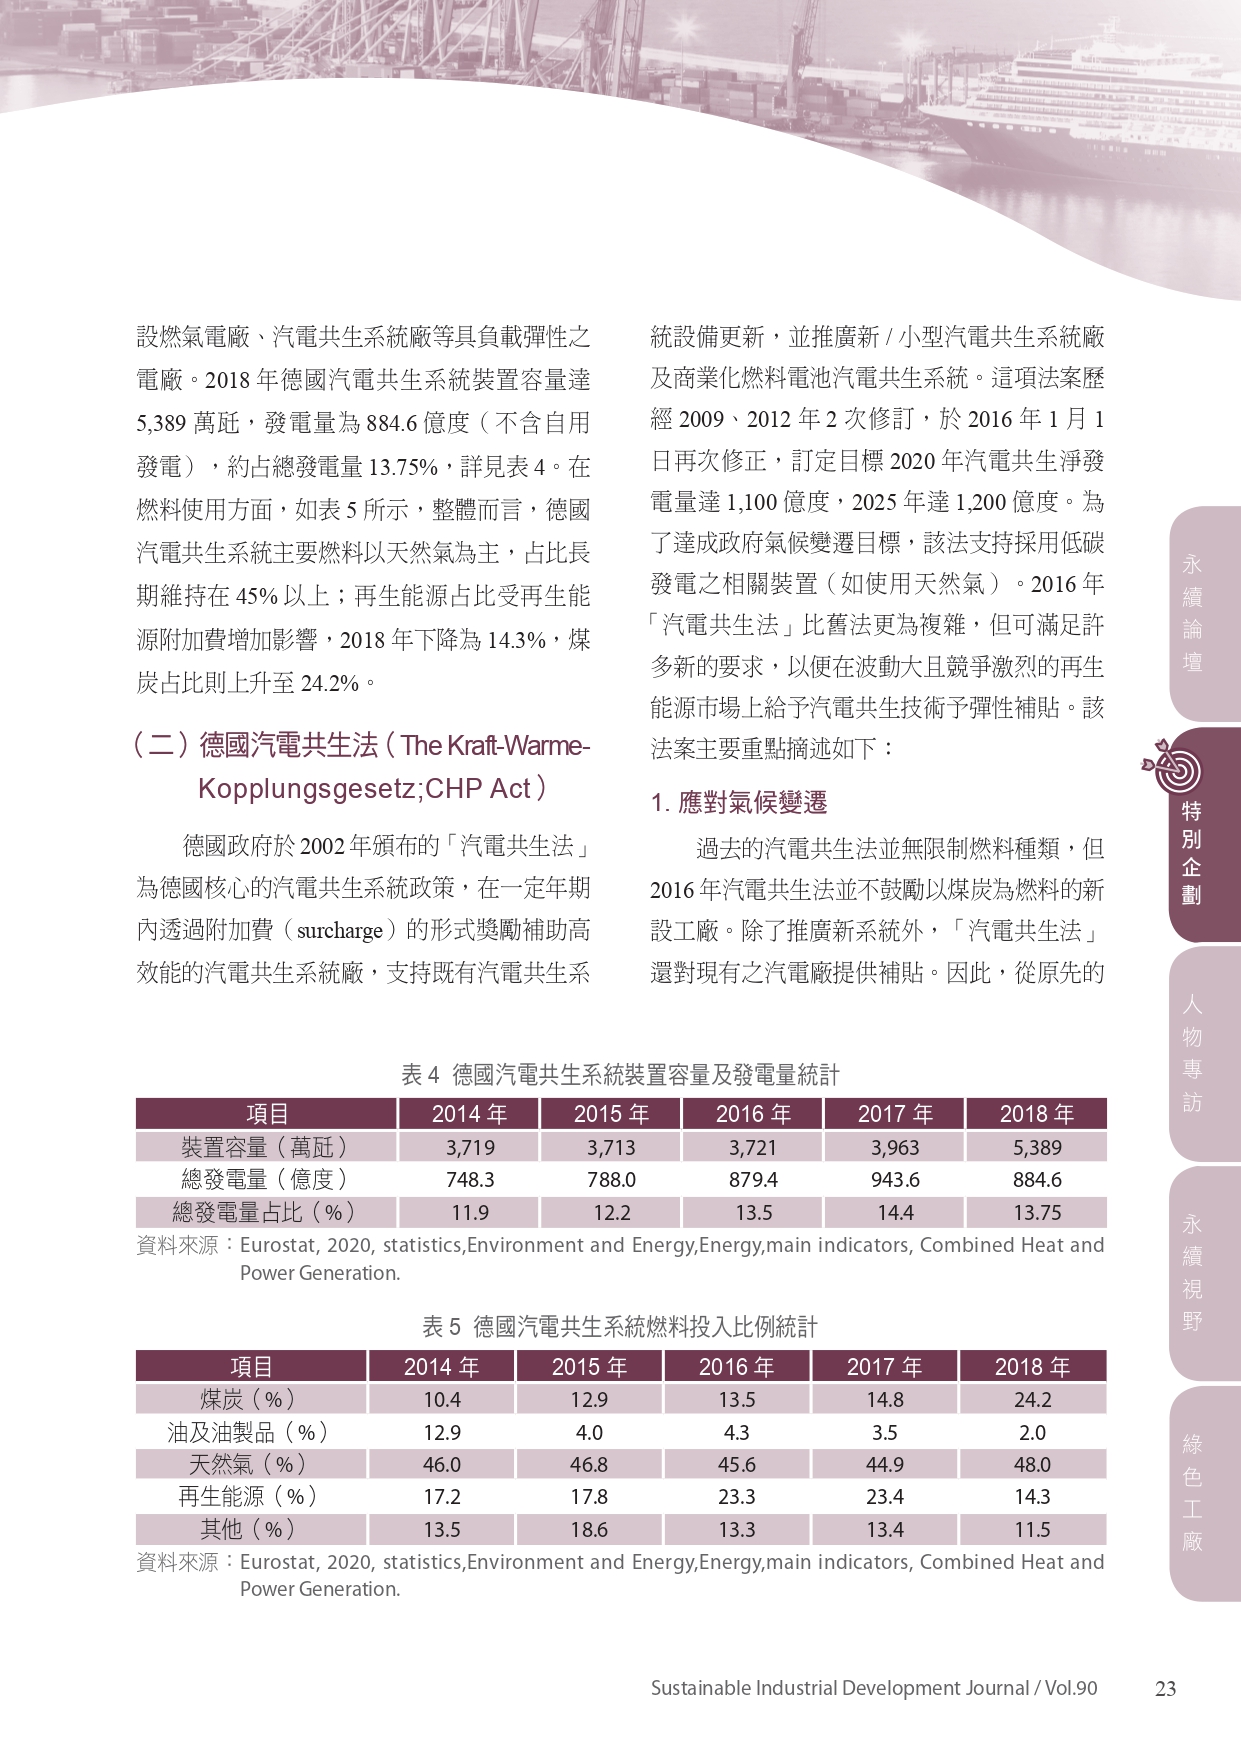 設燃氣電廠、汽電共生系統廠等具負載彈性之
電廠。2018 年德國汽電共生系統裝置容量達
5,389 萬瓩，發電量為 884.6 億度（不含自用
發電），約占總發電量 13.75%，詳見表 4。在
燃料使用方面，如表 5 所示，整體而言，德國
汽電共生系統主要燃料以天然氣為主，占比長
期維持在 45% 以上；再生能源占比受再生能
源附加費增加影響，2018 年下降為 14.3%，煤
炭占比則上升至 24.2%。
（二）德國汽電共生法（The Kraft-Warme-
Kopplungsgesetz;CHP Act）
德國政府於 2002 年頒布的「汽電共生法」
為德國核心的汽電共生系統政策，在一定年期
內透過附加費（surcharge）的形式獎勵補助高
效能的汽電共生系統廠，支持既有汽電共生系
統設備更新，並推廣新 / 小型汽電共生系統廠
及商業化燃料電池汽電共生系統。這項法案歷
經 2009、2012 年 2 次修訂，於 2016 年 1 月 1
日再次修正，訂定目標 2020 年汽電共生淨發
電量達 1,100 億度，2025 年達 1,200 億度。為
了達成政府氣候變遷目標，該法支持採用低碳
發電之相關裝置（如使用天然氣）。2016 年
「汽電共生法」比舊法更為複雜，但可滿足許
多新的要求，以便在波動大且競爭激烈的再生
能源市場上給予汽電共生技術予彈性補貼。該
法案主要重點摘述如下：
1. 應對氣候變遷
過去的汽電共生法並無限制燃料種類，但
2016 年汽電共生法並不鼓勵以煤炭為燃料的新
設工廠。除了推廣新系統外，「汽電共生法」
還對現有之汽電廠提供補貼。因此，從原先的
表 4 德國汽電共生系統裝置容量及發電量統計
項目 2014 年 2015 年 2016 年 2017 年 2018 年
裝置容量（萬瓩） 3,719 3,713 3,721 3,963 5,389
總發電量（億度） 748.3 788.0 879.4 943.6 884.6
總發電量占比（%） 11.9 12.2 13.5 14.4 13.75
資料來源：Eurostat, 2020, statistics,Environment and Energy,Energy,main indicators, Combined Heat and
Power Generation.
表 5 德國汽電共生系統燃料投入比例統計
項目 2014 年 2015 年 2016 年 2017 年 2018 年
煤炭（%） 10.4 12.9 13.5 14.8 24.2
油及油製品（%） 12.9 4.0 4.3 3.5 2.0
天然氣（%） 46.0 46.8 45.6 44.9 48.0
再生能源（%） 17.2 17.8 23.3 23.4 14.3
其他（%） 13.5 18.6 13.3 13.4 11.5
資料來源：Eurostat, 2020, statistics,Environment and Energy,Energy,main indicators, Combined Heat and
Power Generation.
永續論壇
特別企劃
人物專訪
永續視野
綠色工廠
Sustainable Industrial Development Journal / Vol.90 23